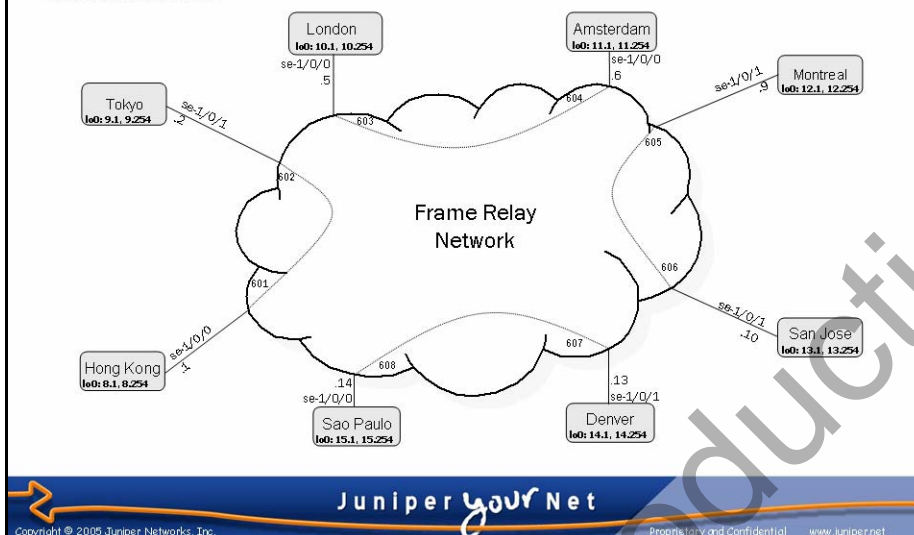 London
lo0: 10.1, 10.254
se-1/0/0
.5
Amsterdam
lo0: 11.1, 11.254
se-1/0/0
.6
Montreal
lo0: 12.1, 12.254
se-1/0/1
.9
Tokyo
lo0: 9.1, 9.254
se-1/0/1
.2
603
604
605
602
Frame Relay
Network
601
606
se-1/0/1
.10
San Jose
lo0: 13.1, 13.254
Hong Kong
lo0: 8.1, 8.254
se-1/0/0
.1
608
607
.14
se-1/0/0
Sao Paulo
lo0: 15.1, 15.254
.13
se-1/0/1
Denver
lo0: 14.1, 14.254
Juniper your Net
Copyright © 2005 Juniper Networks, Inc.
Proprietary and Confidential
www.juniper.net